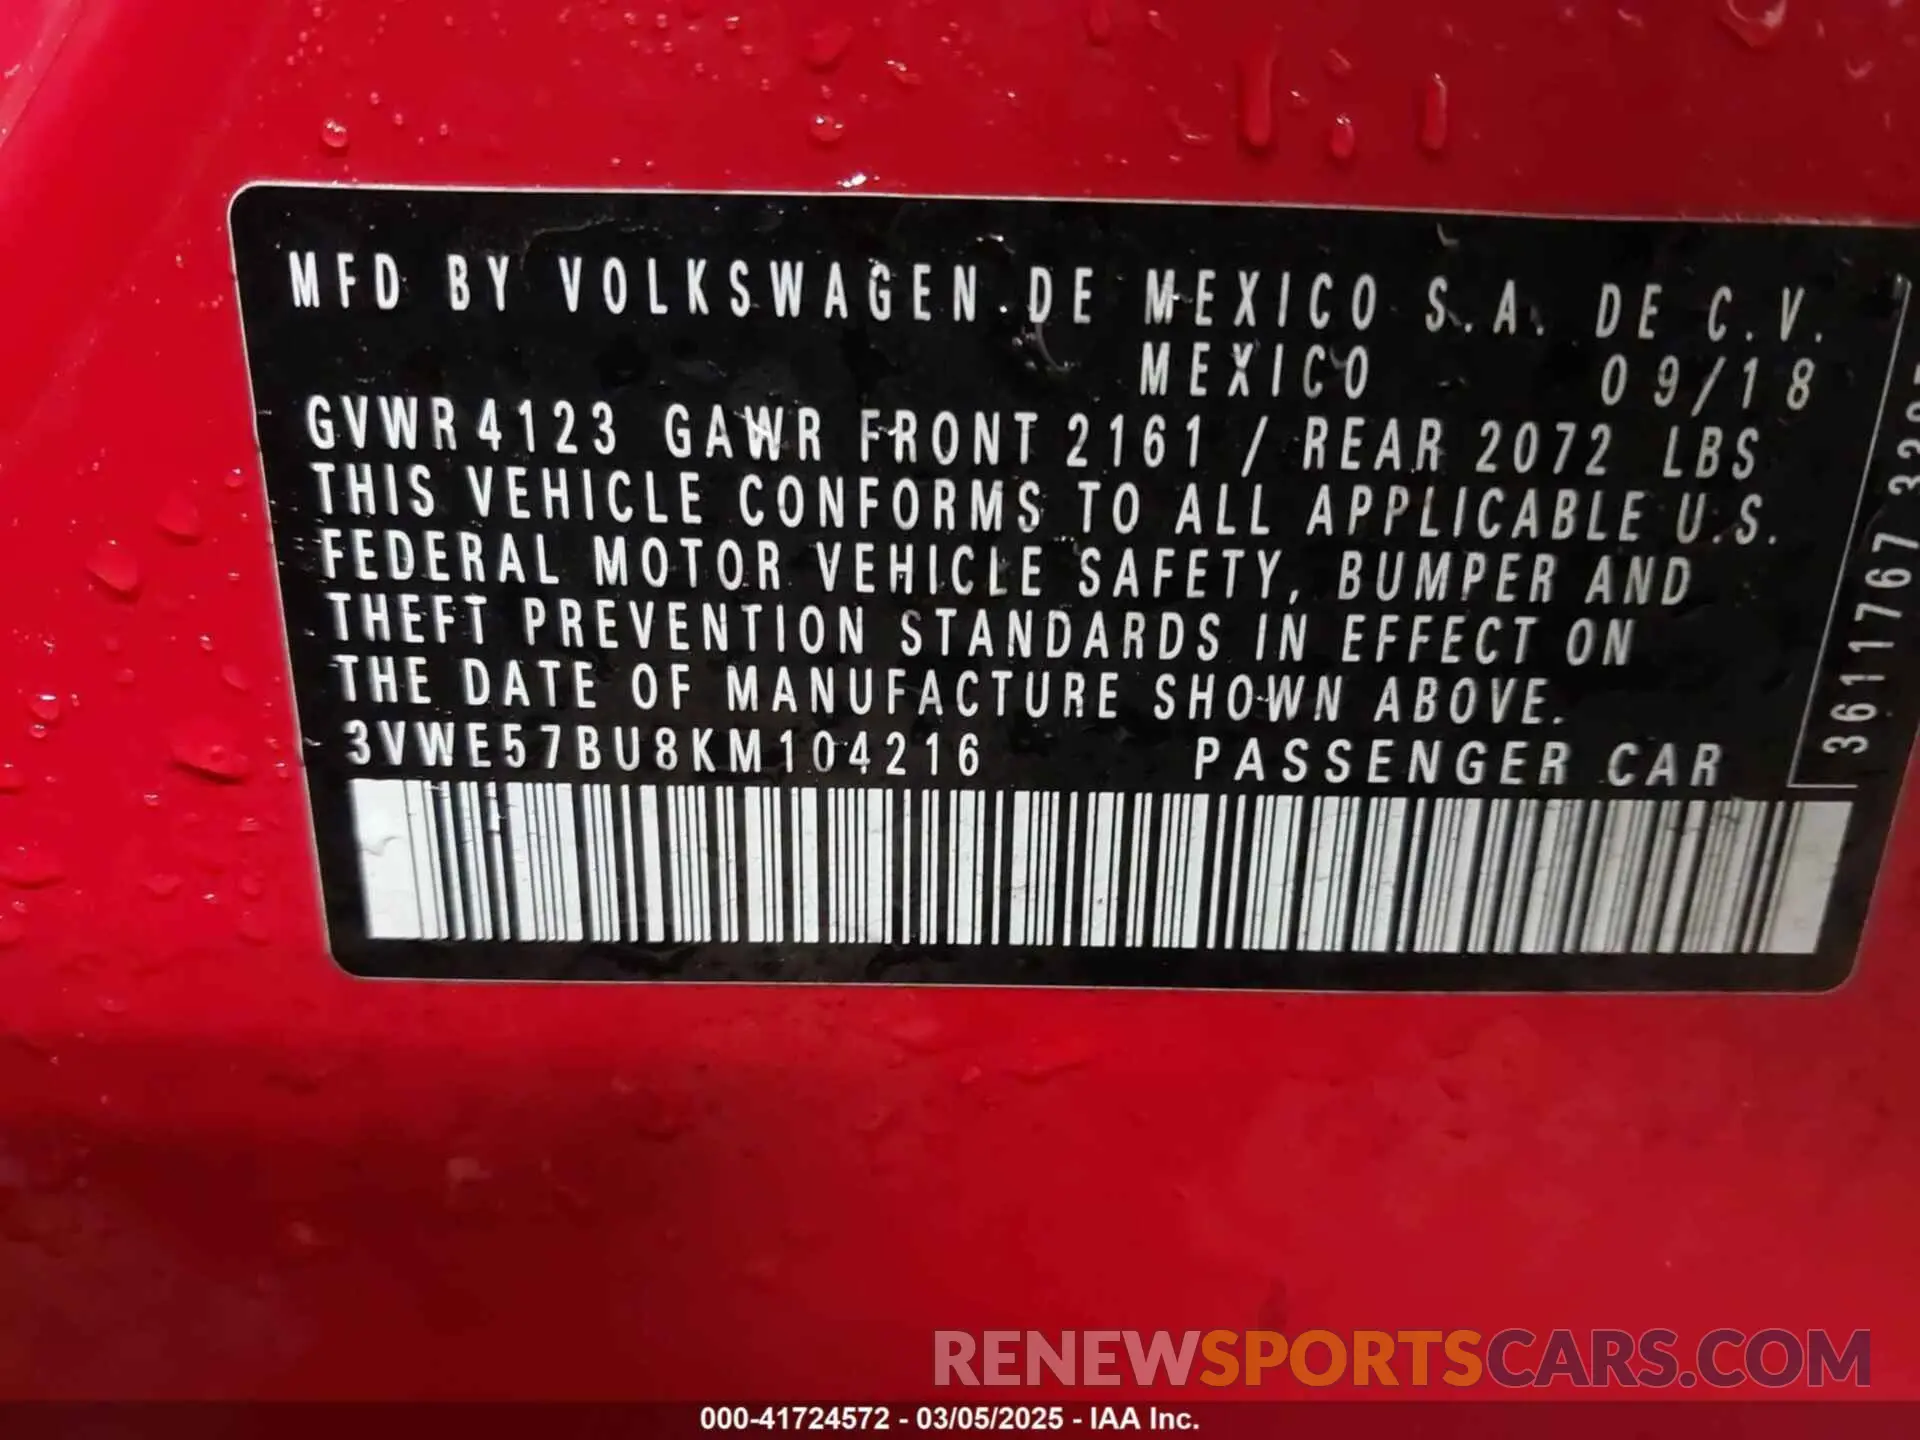 MFD BY VOLKSWAGEN DE MEXICO S.A. DE C.V.
MEXICO 09/18
GVWR 4123 GAWR FRONT 2161 / REAR 2072 LBS
THIS VEHICLE CONFORMS TO ALL APPLICABLE U.S.
FEDERAL MOTOR VEHICLE SAFETY, BUMPER AND
THEFT PREVENTION STANDARDS IN EFFECT ON
THE DATE OF MANUFACTURE SHOWN ABOVE.
3VWE57BU8KM104216 PASSENGER CAR
3611767
RENEWSPORTSCARS.COM
000-41724572 - 03/05/2025 - IAA Inc.